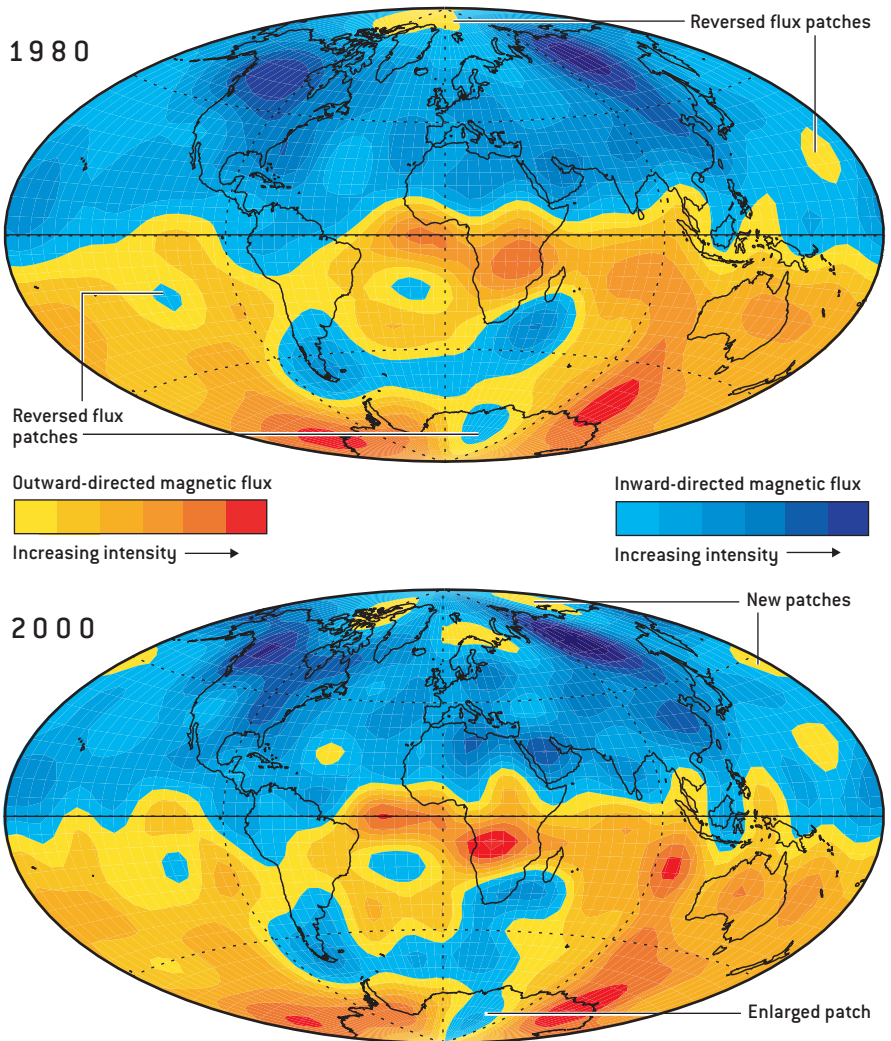 Reversed flux patches
1980
Reversed flux
patches
Outward-directed magnetic flux
Increasing intensity
Inward-directed magnetic flux
Increasing intensity
New patches
2000
Enlarged patch